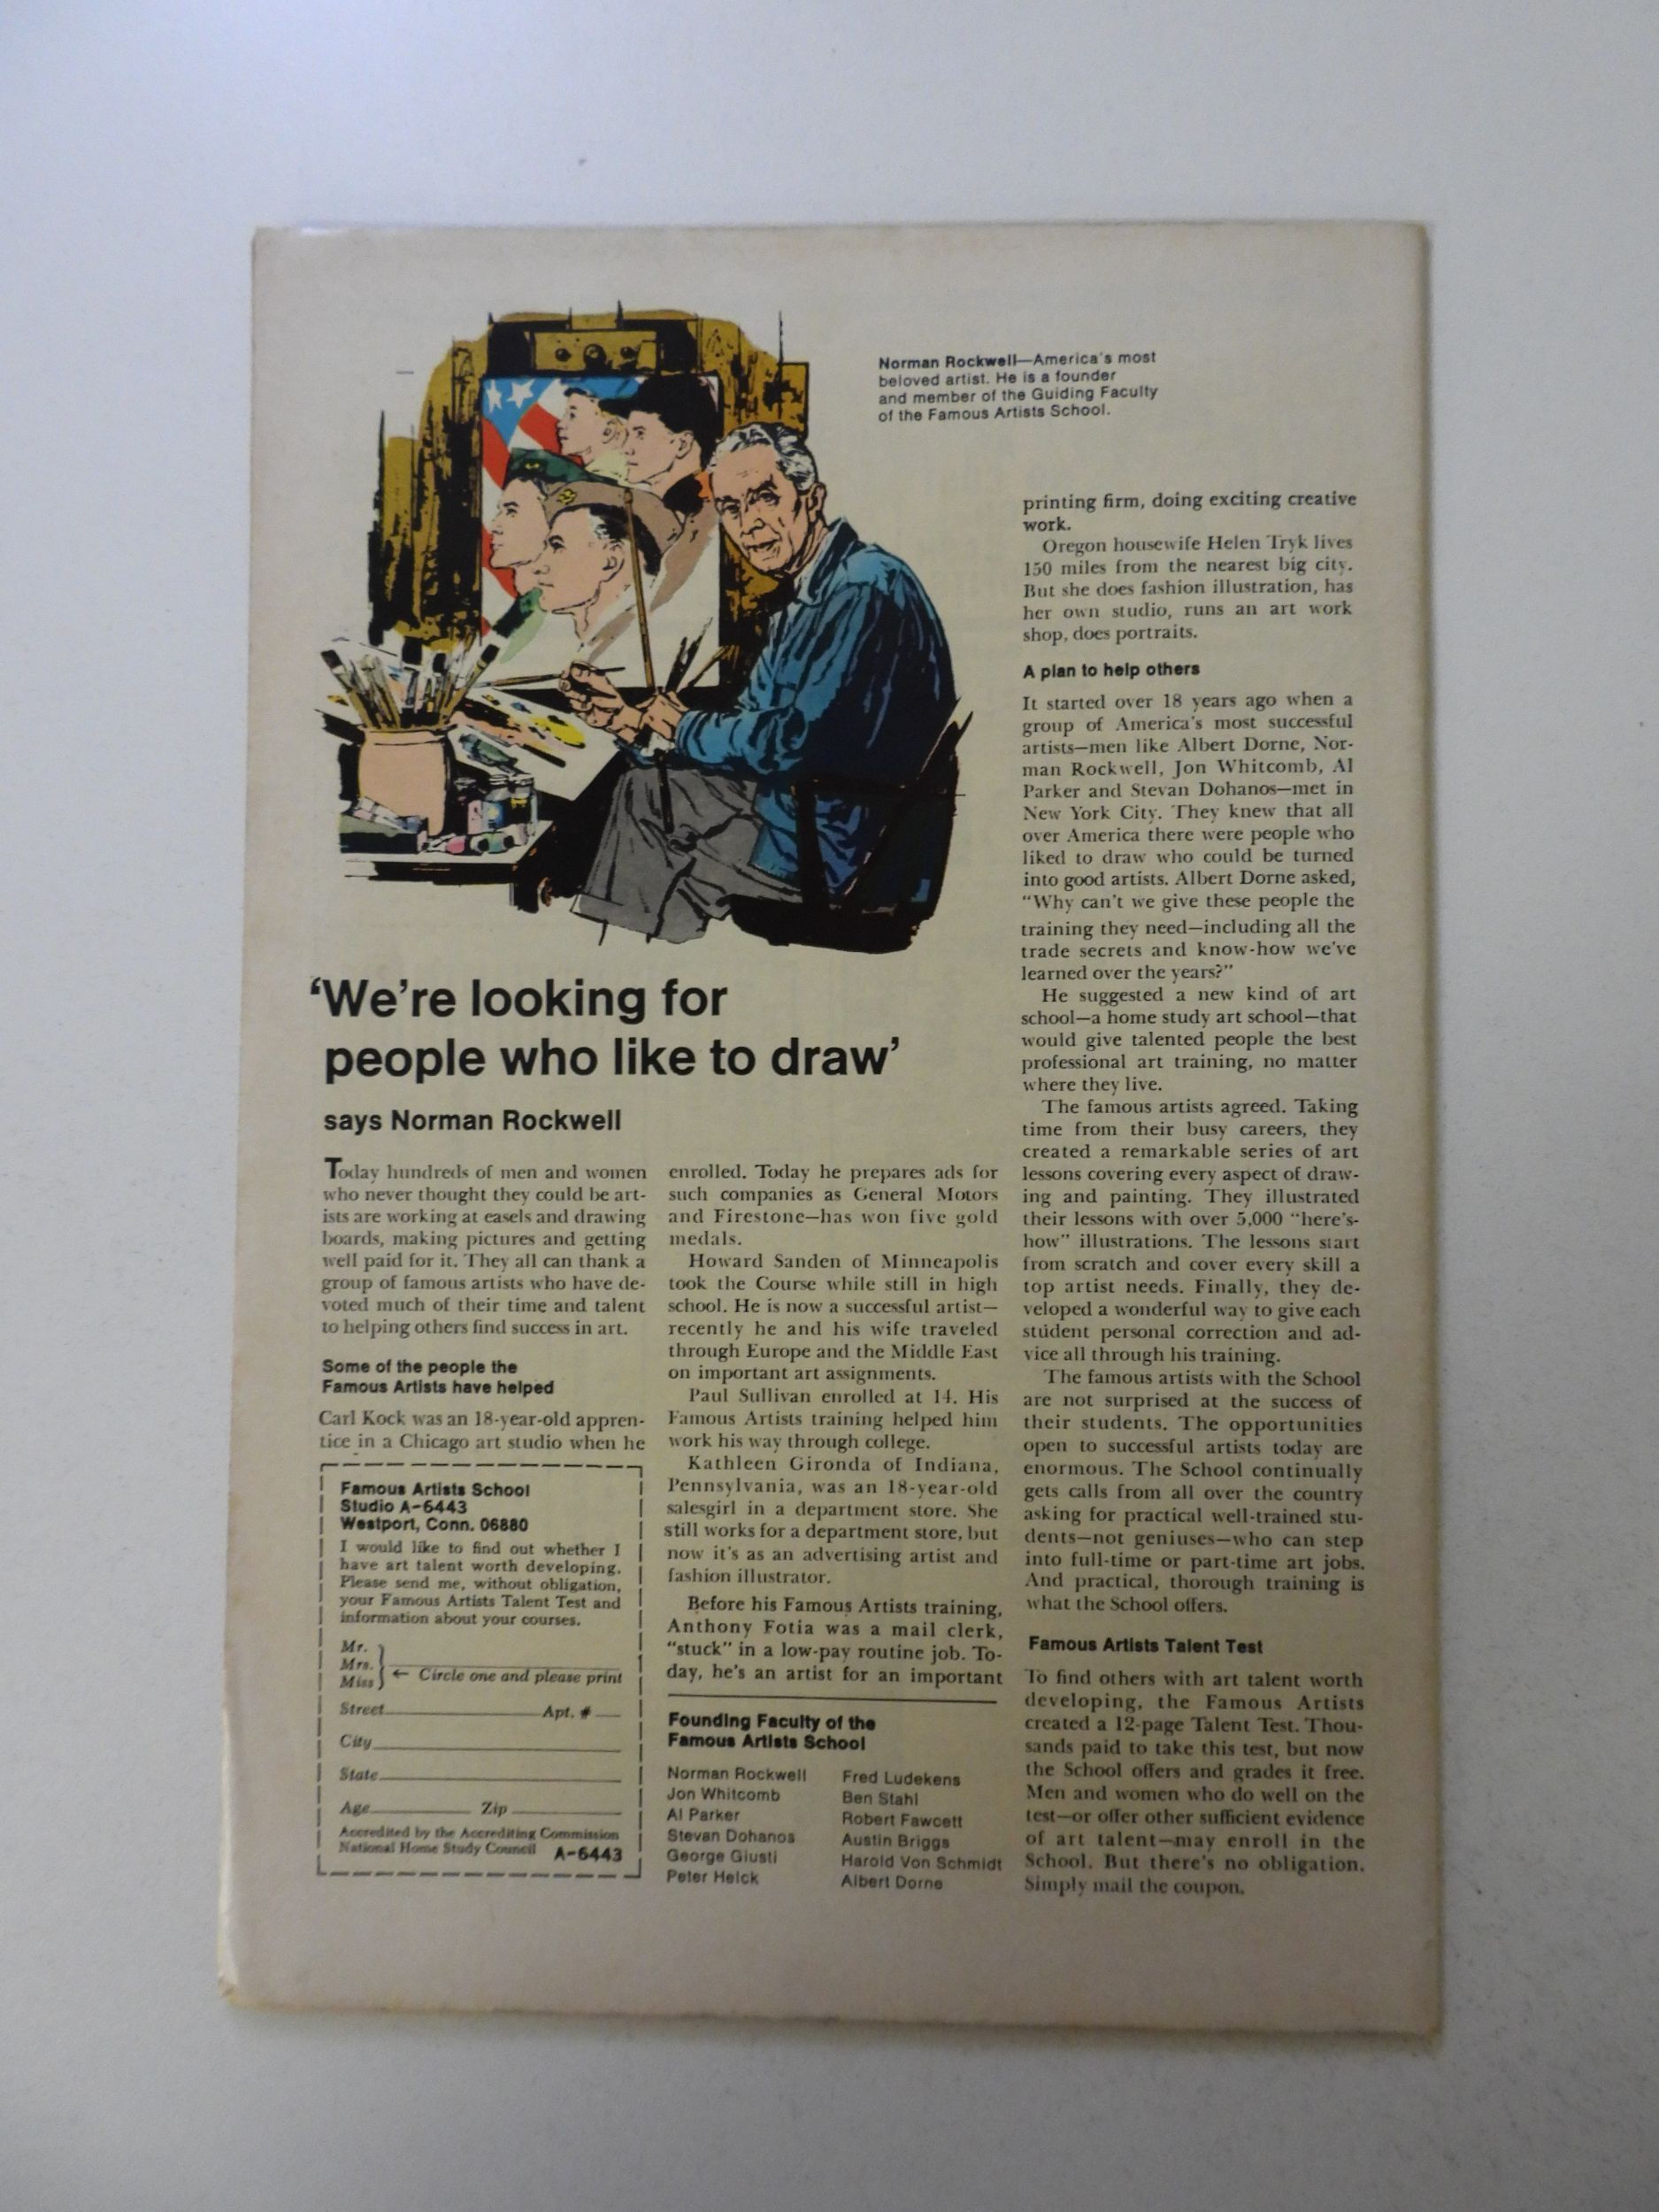 Norman Rockwell—America's most
beloved artist. He is a founder
and member of the Guiding Faculty
of the Famous Artists School.
'We're looking for
people who like to draw'
says Norman Rockwell
Today hundreds of men and women
who never thought they could be art-
ists are working at easels and drawing
boards, making pictures and getting
well paid for it. They all can thank a
group of famous artists who have de-
voted much of their time and talent
to helping others find success in art.
Some of the people the
Famous Artists have helped
Carl Kock was an 18-year-old appren-
tice in a Chicago art studio when he
enrolled. Today he prepares ads for
such companies as General Motors
and Firestone—has won five gold
medals.
Howard Sanden of Minneapolis
took the Course while still in high
school. He is now a successful artist—
recently he and his wife traveled
through Europe and the Middle East
on important art assignments.
Paul Sullivan enrolled at 14. His
Famous Artists training helped him
work his way through college.
Kathleen Gironda of Indiana,
Pennsylvania, was an 18-year-old
salesgirl in a department store. She
still works for a department store, but
now it's as an advertising artist and
fashion illustrator.
Before his Famous Artists training,
Anthony Fotia was a mail clerk,
"stuck" in a low-pay routine job. To-
day, he's an artist for an important
printing firm, doing exciting creative
work.
Oregon housewife Helen Tryk lives
150 miles from the nearest big city.
But she does fashion illustration, has
her own studio, runs an art work
shop, does portraits.
A plan to help others
It started over 18 years ago when a
group of America's most successful
artists—men like Albert Dorne, Nor-
man Rockwell, Jon Whitcomb, Al
Parker and Stevan Dohanos—met in
New York City. They knew that all
over America there were people who
liked to draw who could be turned
into good artists. Albert Dorne asked,
"Why can't we give these people the
training they need—including all the
trade secrets and know-how we've
learned over the years?"
He suggested a new kind of art
school—a home study art school—that
would give talented people the best
professional art training, no matter
where they live.
The famous artists agreed. Taking
time from their busy careers, they
created a remarkable series of art
lessons covering every aspect of draw-
ing and painting. They illustrated
their lessons with over 5,000 "here's-
how" illustrations. The lessons start
from scratch and cover every skill a
top artist needs. Finally, they de-
veloped a wonderful way to give each
student personal correction and ad-
vice all through his training.
The famous artists with the School
are not surprised at the success of
their students. The opportunities
open to successful artists today are
enormous. The School continually
gets calls from all over the country
asking for practical well-trained stu-
dents—not geniuses—who can step
into full-time or part-time art jobs.
And practical, thorough training is
what the School offers.
Famous Artists Talent Test
To find others with art talent worth
developing, the Famous Artists
created a 12-page Talent Test. Thou-
sands paid to take this test, but now
the School offers and grades it free.
Men and women who do well on the
test—or offer other sufficient evidence
of art talent—may enroll in the
School. But there's no obligation.
Simply mail the coupon.
Famous Artists School
Studio A-6443
Westport, Conn. 06880
I would like to find out whether I
have art talent worth developing.
Please send me, without obligation,
your Famous Artists Talent Test and
information about your courses.
Mr.
Mrs.
Miss
← Circle one and please print
Street Apt. #
City
State
Age Zip
Accredited by the Accrediting Commission
National Home Study Council A-6443
Founding Faculty of the
Famous Artists School
Norman Rockwell
Jon Whitcomb
Al Parker
Stevan Dohanos
George Giusti
Peter Helck
Fred Ludekens
Ben Stahl
Robert Fawcett
Austin Briggs
Harold Von Schmidt
Albert Dorne